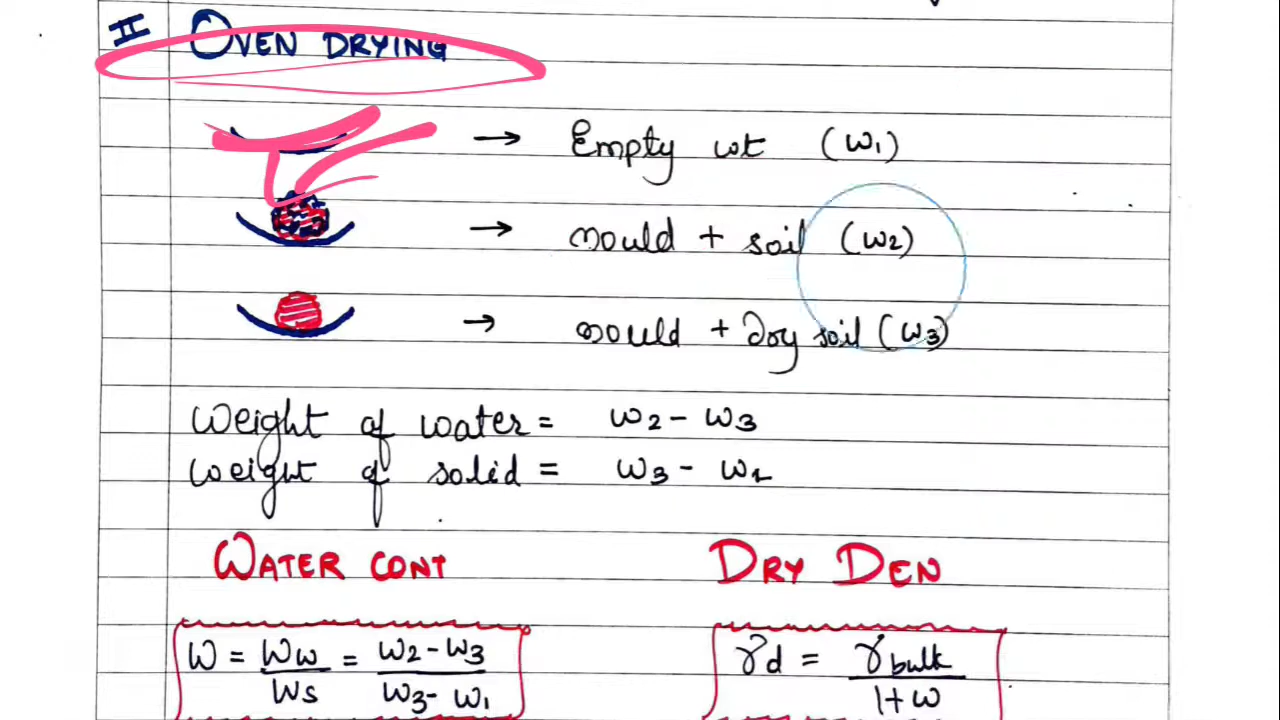 II OVEN DRYING
→ Empty wt (W1)
→ mould + soil (W2)
→ mould + Dry soil (W3)
Weight of water = W2 - W3
Weight of solid = W3 - W1
WATER CONT
DRY DEN
W = Ww/Ws = W2 - W3/W3 - W1
γd = γbulk/1+W